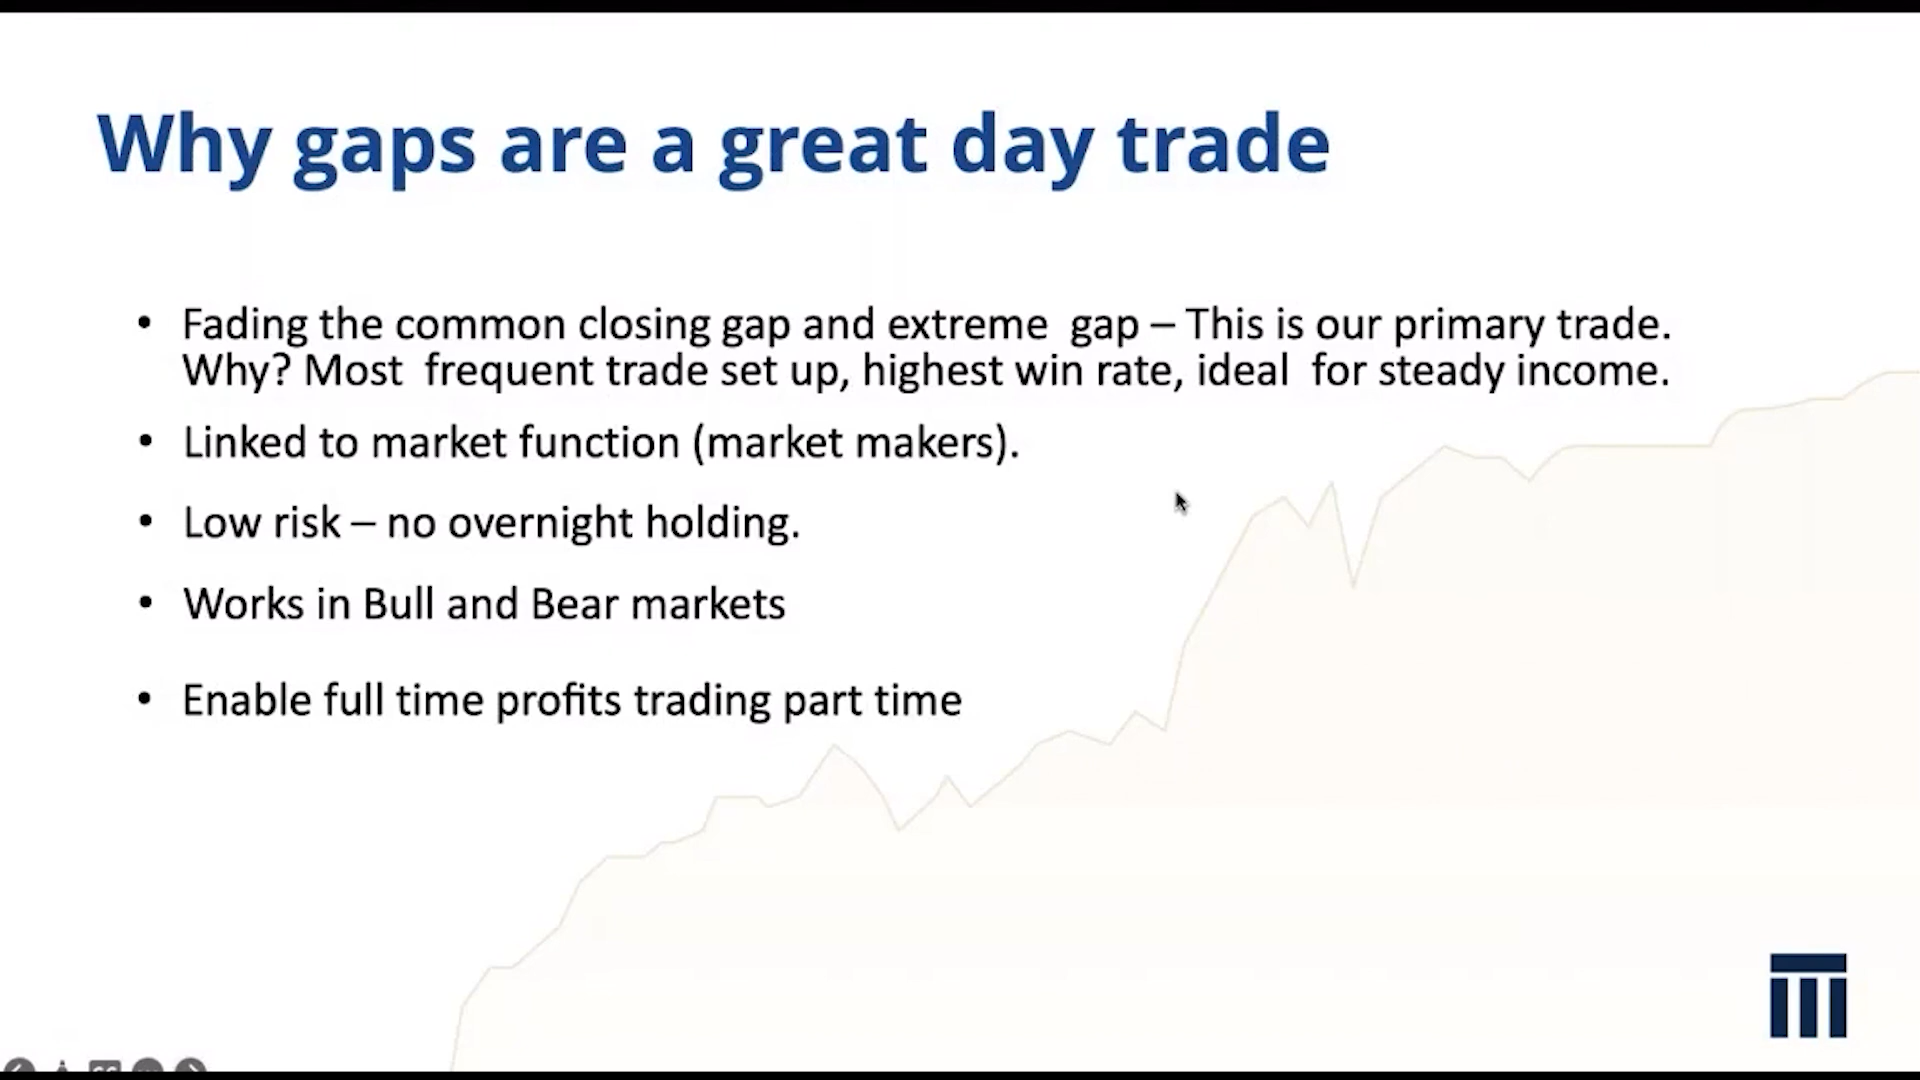 Why gaps are a great day trade
• Fading the common closing gap and extreme  gap – This is our primary trade.
Why? Most  frequent trade set up, highest win rate, ideal  for steady income.
• Linked to market function (market makers).
• Low risk – no overnight holding.
• Works in Bull and Bear markets
• Enable full time profits trading part time